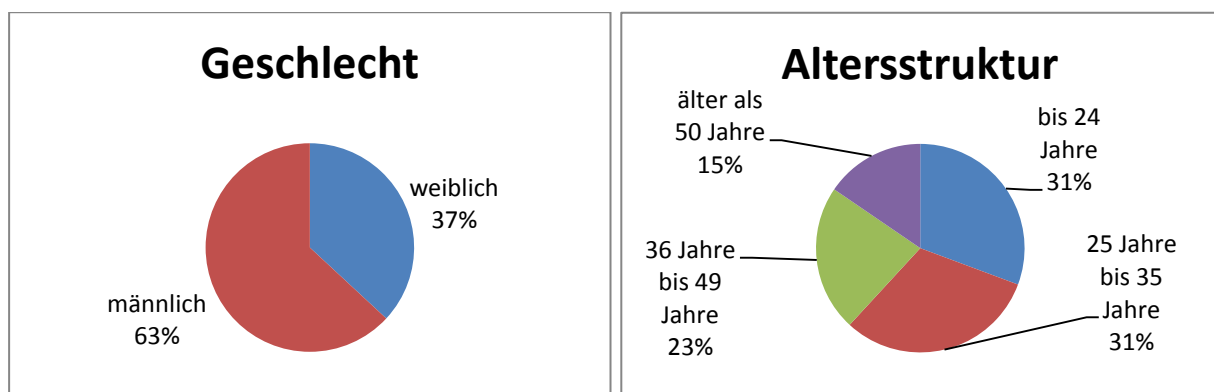 Geschlecht
weiblich
37%
männlich
63%
Altersstruktur
älter als
50 Jahre
15%
bis 24
Jahre
31%
36 Jahre
bis 49
Jahre
23%
25 Jahre
bis 35
Jahre
31%